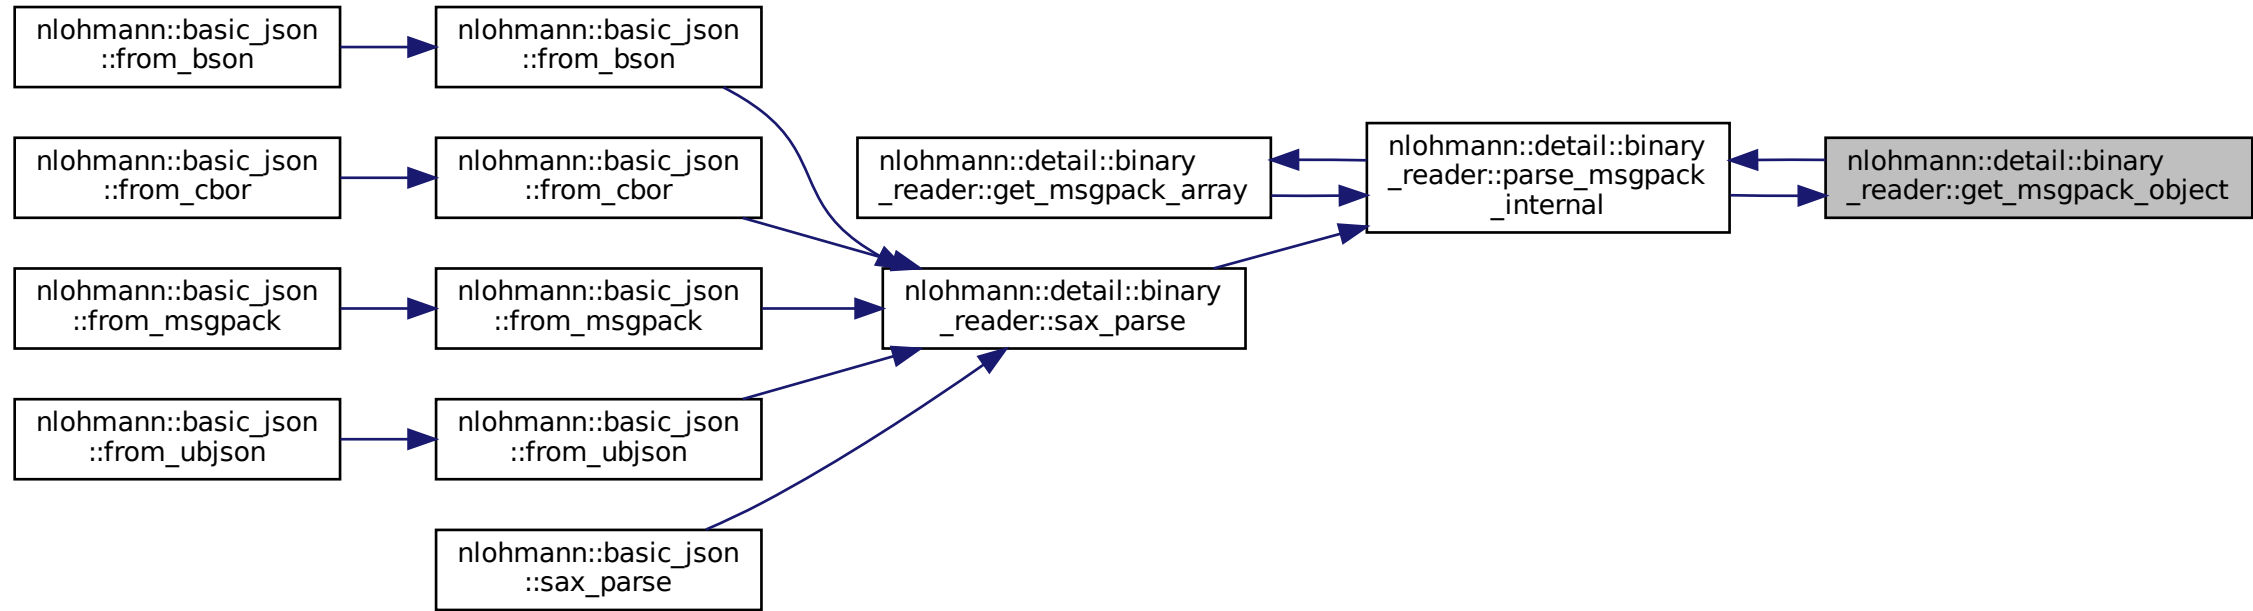 nlohmann::basic_json
::from_bson
nlohmann::basic_json
::from_bson
nlohmann::basic_json
::from_cbor
nlohmann::basic_json
::from_cbor
nlohmann::detail::binary
_reader::get_msgpack_array
nlohmann::detail::binary
_reader::parse_msgpack
_internal
nlohmann::detail::binary
_reader::get_msgpack_object
nlohmann::basic_json
::from_msgpack
nlohmann::basic_json
::from_msgpack
nlohmann::detail::binary
_reader::sax_parse
nlohmann::basic_json
::from_ubjson
nlohmann::basic_json
::from_ubjson
nlohmann::basic_json
::sax_parse